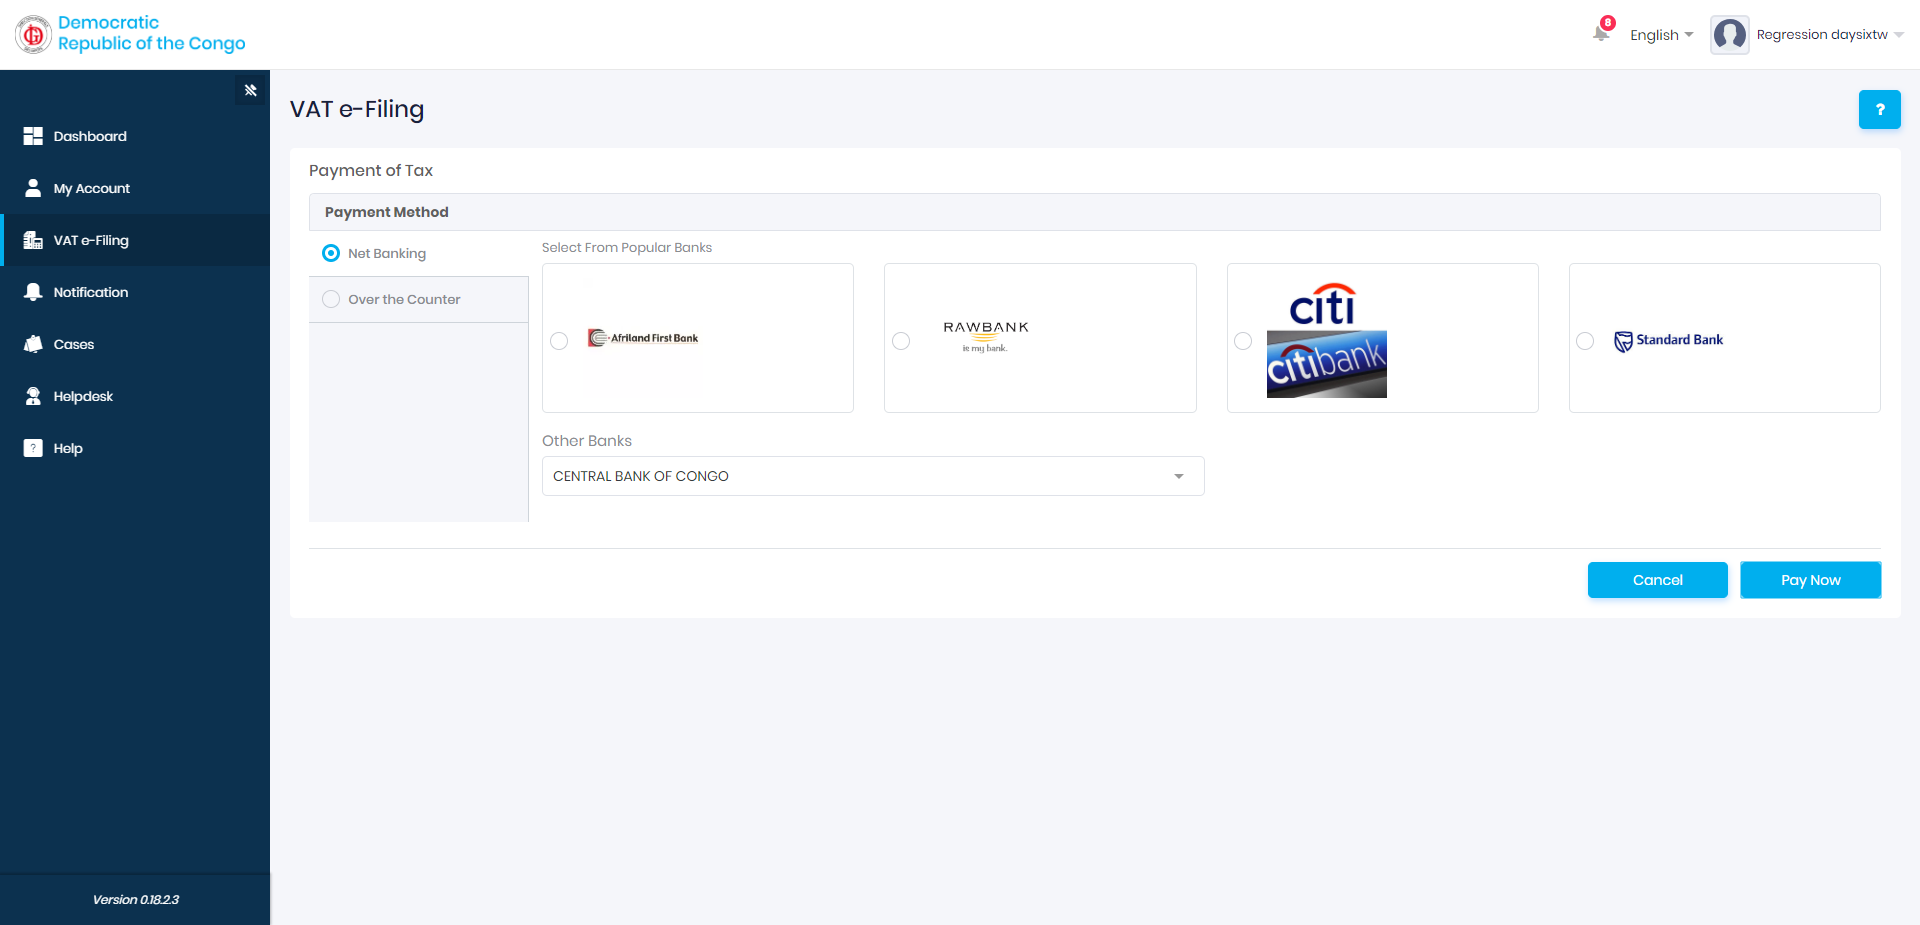 Democratic
Republic of the Congo
8
English
Regression daysixtw
Dashboard
My Account
VAT e-Filing
Notification
Cases
Helpdesk
?
Help
Version 0.18.2.3
VAT e-Filing
?
Payment of Tax
Payment Method
Net Banking
Over the Counter
Select From Popular Banks
Afriland First Bank
RAWBANK
is my bank.
citi
citibank
Standard Bank
Other Banks
CENTRAL BANK OF CONGO
Cancel
Pay Now